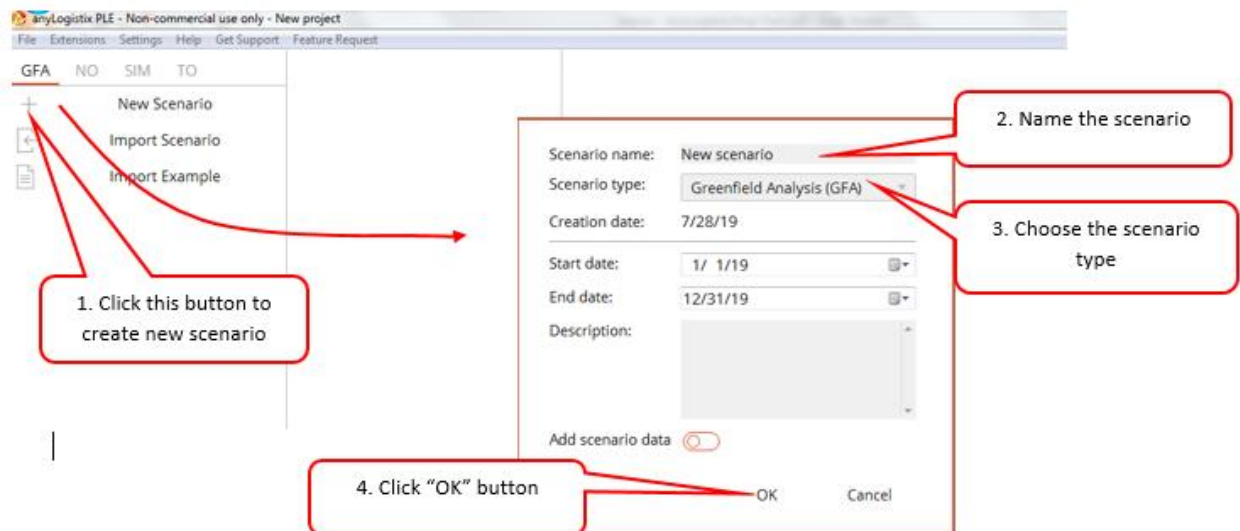 anyLogistix PLE - Non-commercial use only - New project
File Extensions Settings Help Get Support Feature Request
GFA NO SIM TO
New Scenario
Import Scenario
Import Example
1. Click this button to
create new scenario
Scenario name: New scenario
Scenario type: Greenfield Analysis (GFA)
Creation date: 7/28/19
Start date: 1/ 1/19
End date: 12/31/19
Description:
Add scenario data
OK Cancel
2. Name the scenario
3. Choose the scenario
type
4. Click “OK” button